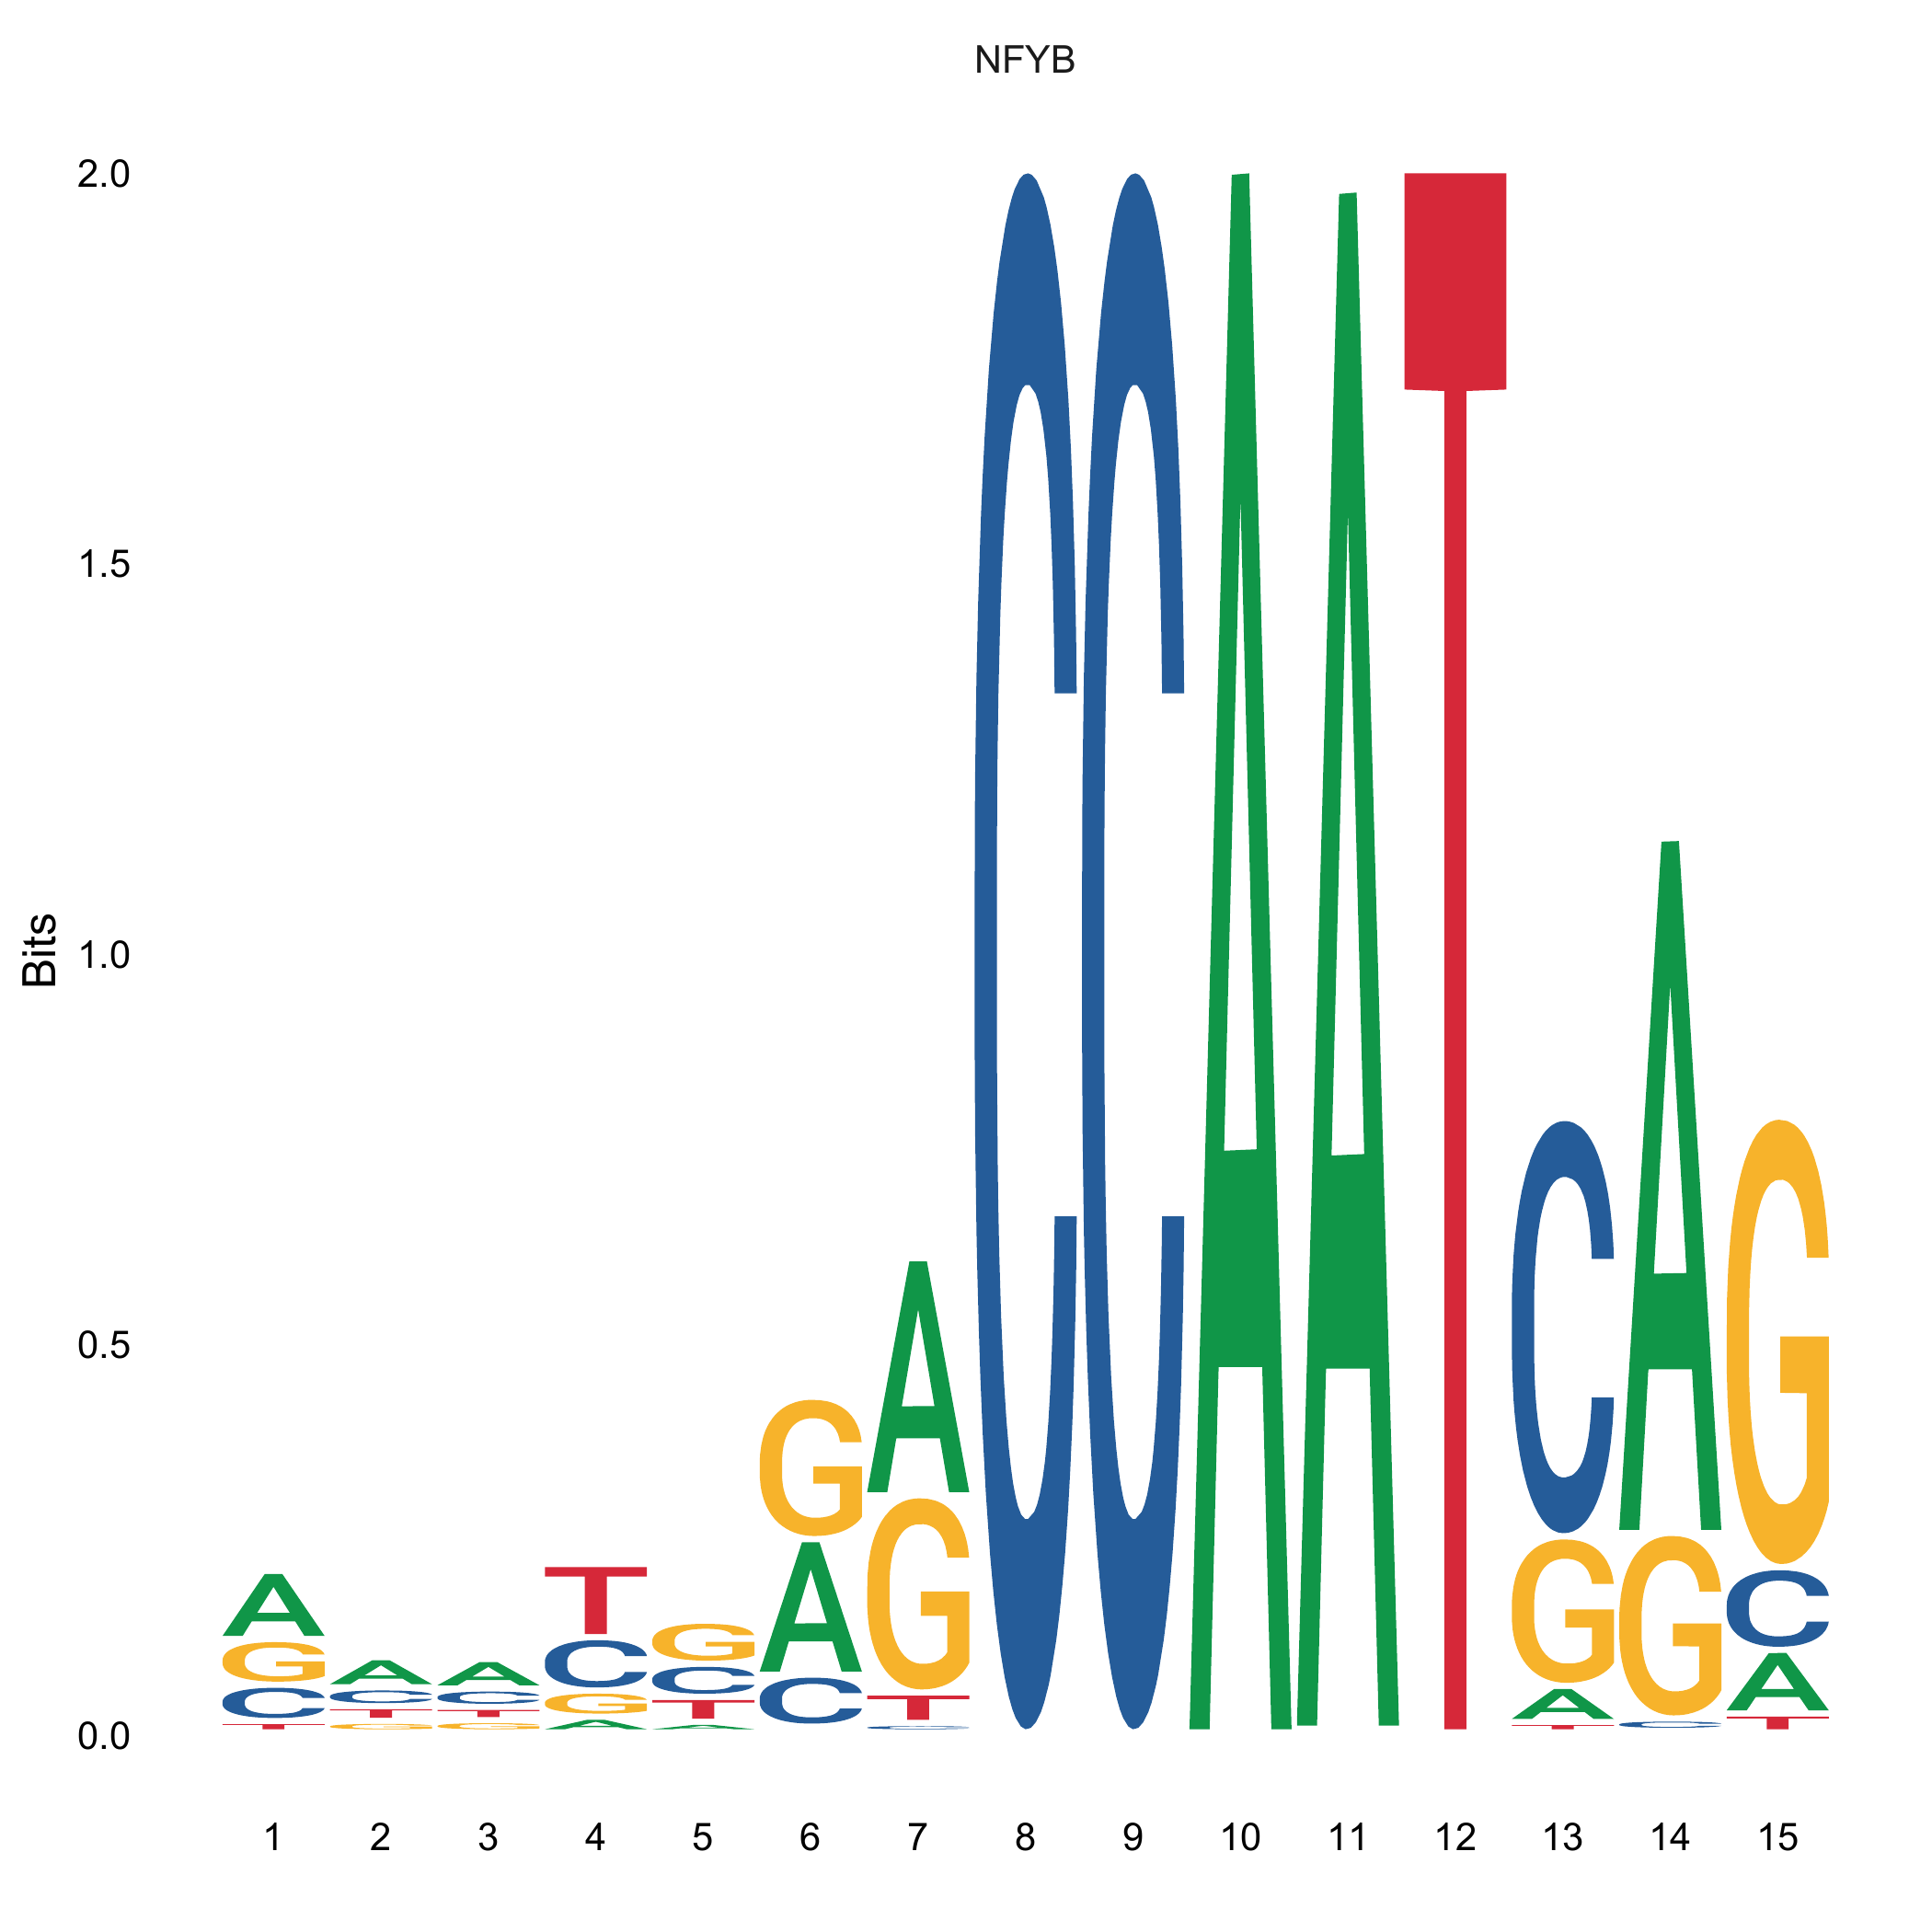 NFYB
2.0
1.5
1.0
0.5
0.0
Bits
A G C T
A C T G
A C T G
T C G A
G C T A
G A C
A G T C
C
C
A
A
T
C G A T
A G C
G C A T
1 2 3 4 5 6 7 8 9 10 11 12 13 14 15